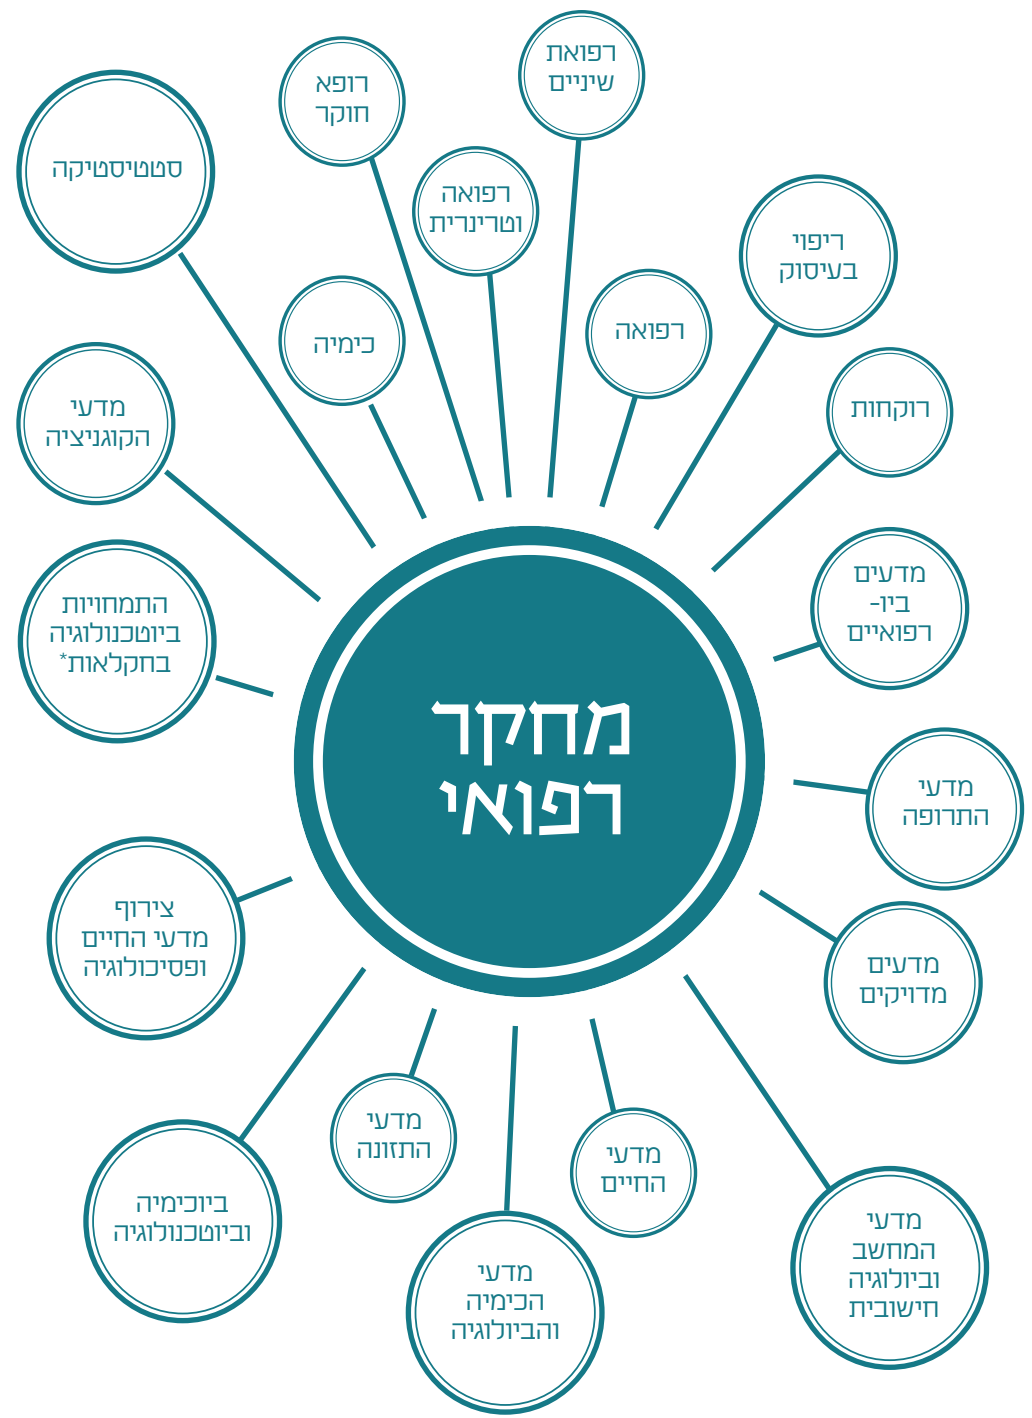 רפואת
שיניים
רופא
חוקר
סטטיסטיקה
רפואה
וטרינרית
ריפוי
בעיסוק
רפואה
כימיה
רוקחות
מדעי
הקוגניציה
מדעים
ביו-
רפואיים
התמחויות
ביוטכנולוגיה
בחקלאות*
מחקר
רפואי
מדעי
התרופה
צירוף
מדעי החיים
ופסיכולוגיה
מדעים
מדויקים
מדעי
התזונה
מדעי
החיים
ביוכימיה
וביוטכנולוגיה
מדעי
המחשב
וביולוגיה
חישובית
מדעי
הכימיה
והביולוגיה